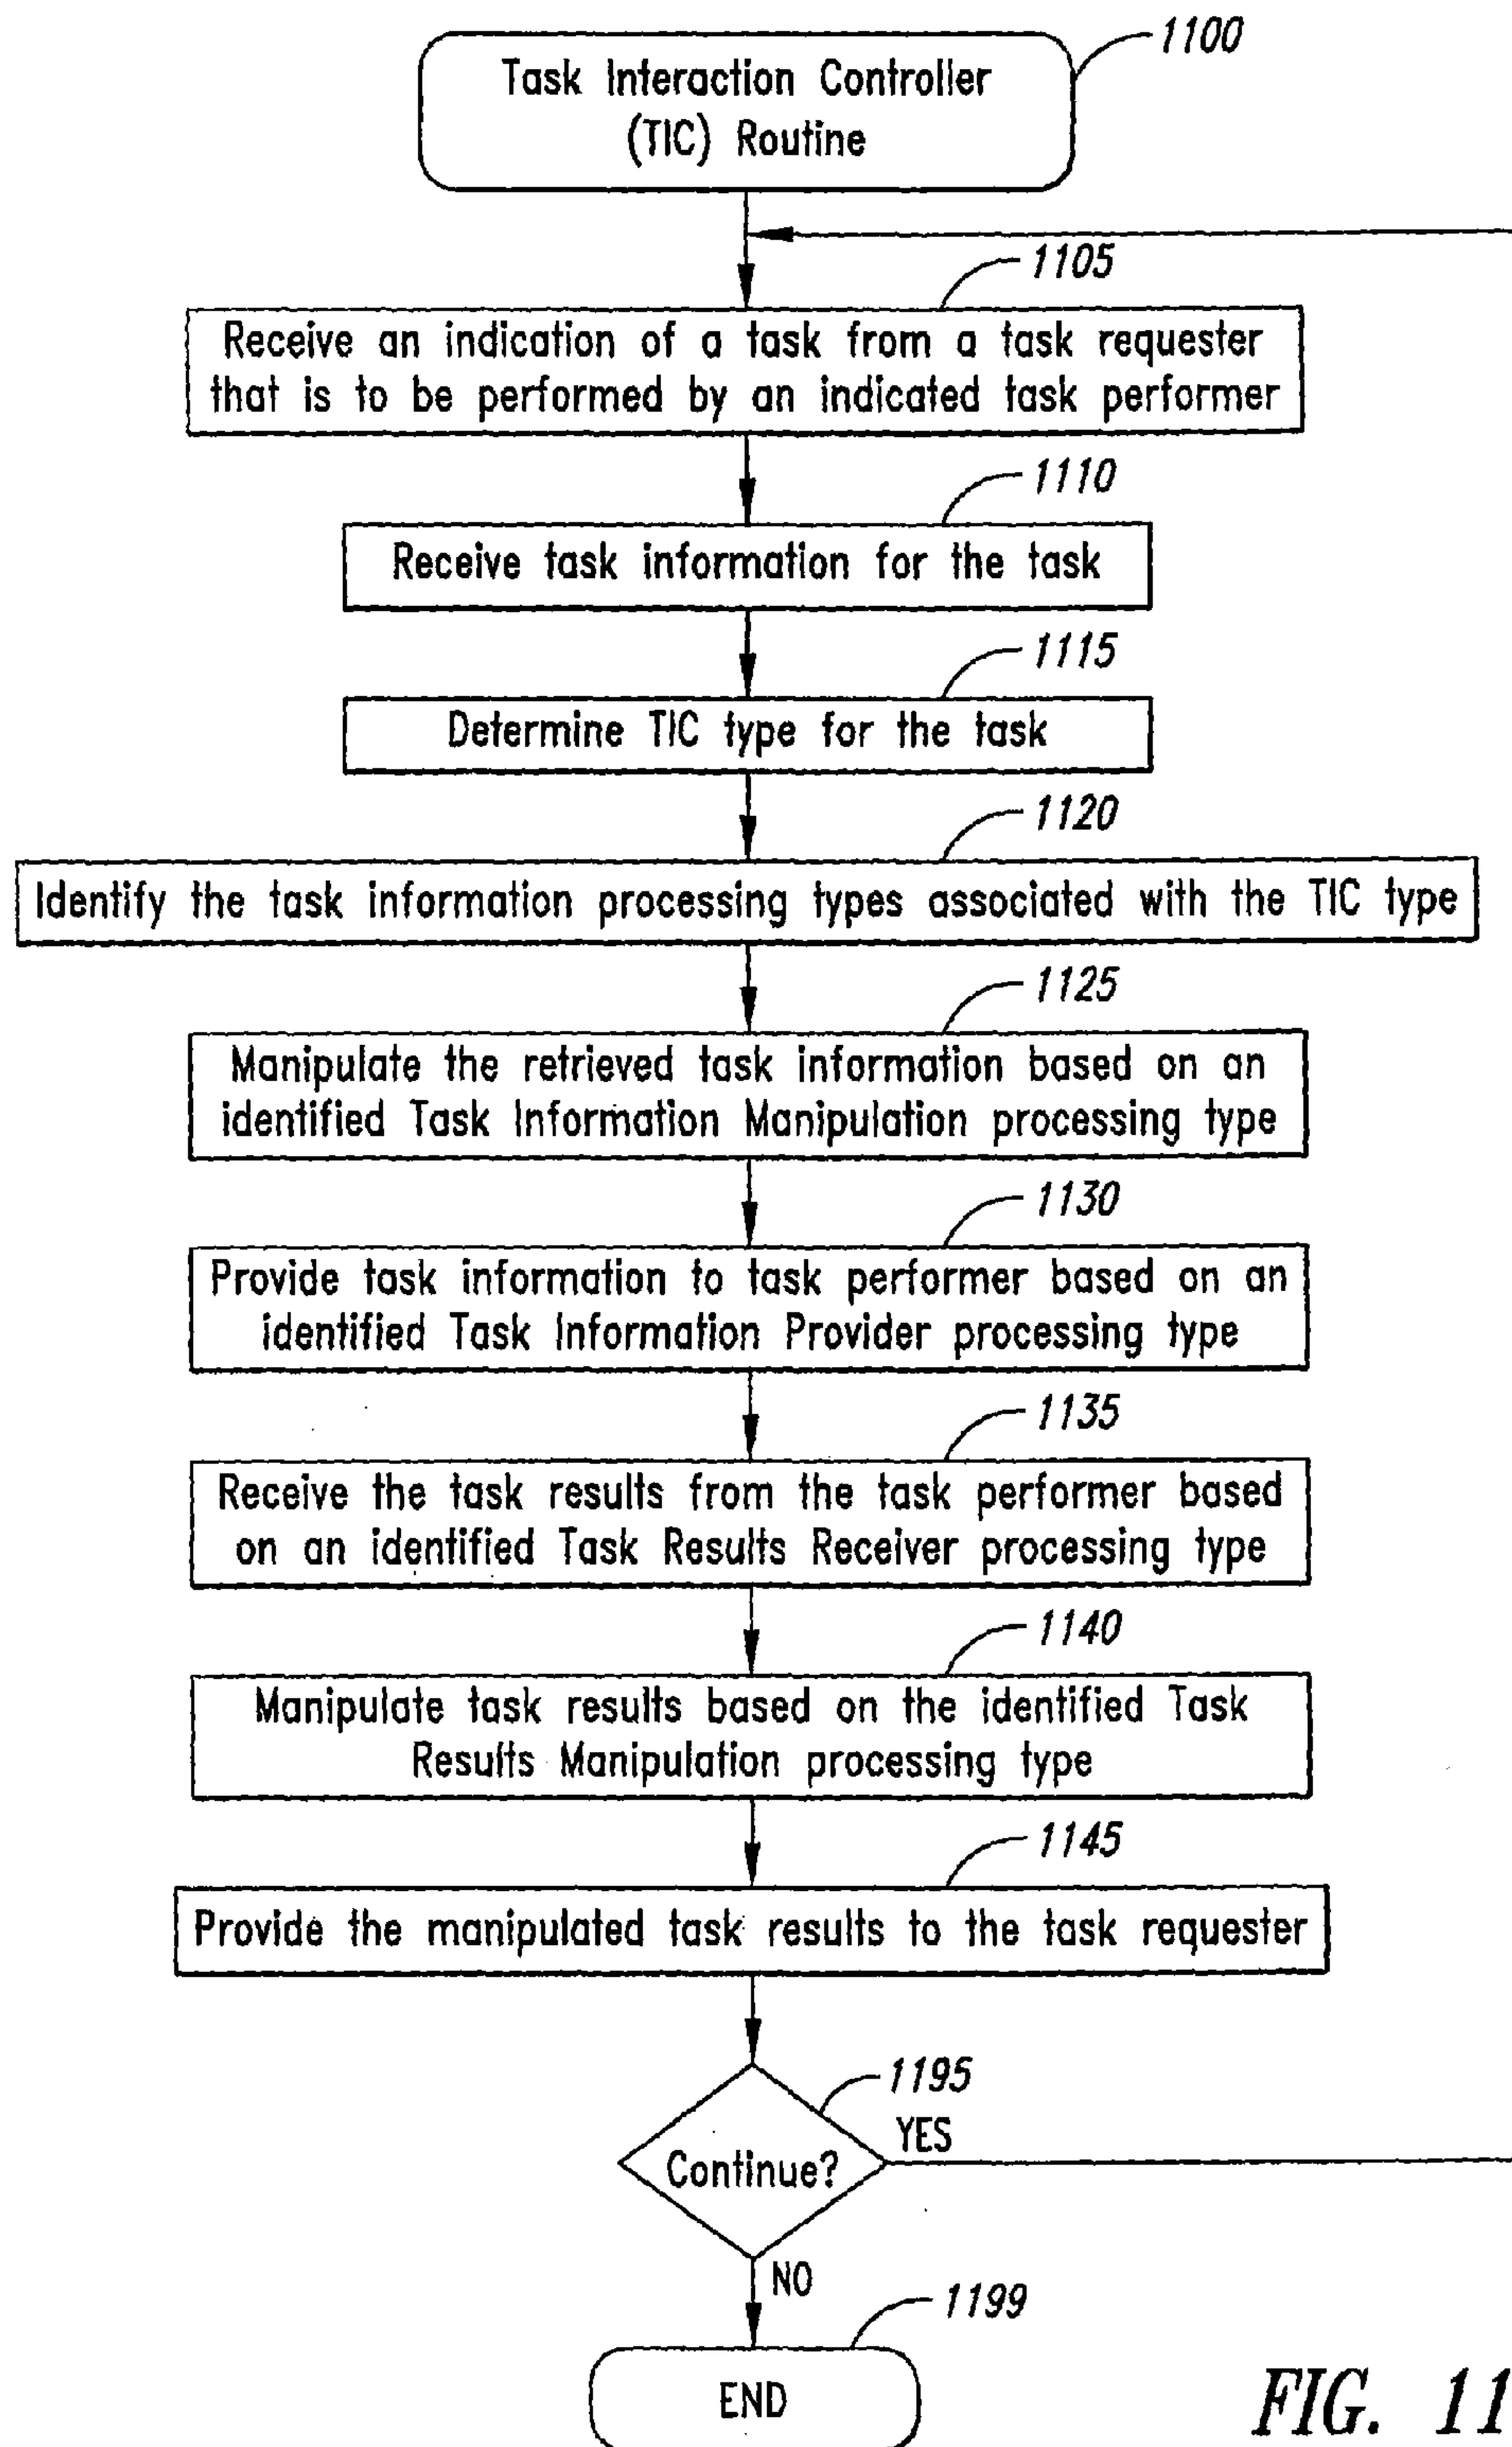 1100
Task Interaction Controller
(TIC) Routine
1105
Receive an indication of a task from a task requester
that is to be performed by an indicated task performer
1110
Receive task information for the task
1115
Determine TIC type for the task
1120
Identify the task information processing types associated with the TIC type
1125
Manipulate the retrieved task information based on an
identified Task Information Manipulation processing type
1130
Provide task information to task performer based on an
identified Task Information Provider processing type
1135
Receive the task results from the task performer based
on an identified Task Results Receiver processing type
1140
Manipulate task results based on the identified Task
Results Manipulation processing type
1145
Provide the manipulated task results to the task requester
1195
YES
Continue?
NO
1199
END
FIG. 11